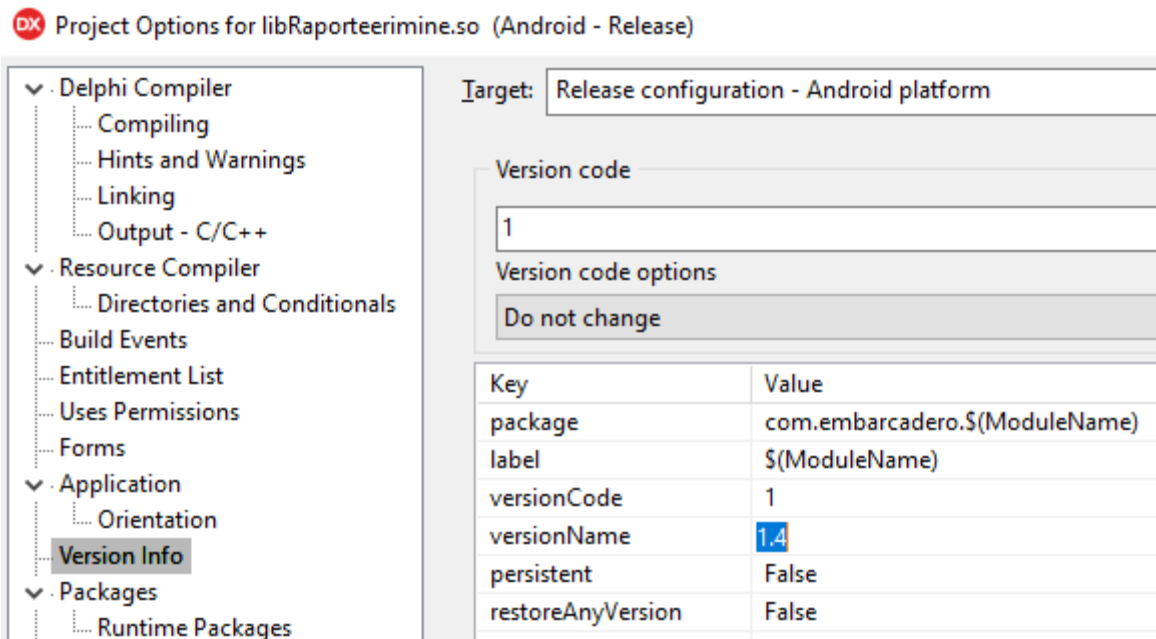 DX Project Options for libRaporteerimine.so (Android - Release)
Delphi Compiler
Compiling
Hints and Warnings
Linking
Output - C/C++
Resource Compiler
Directories and Conditionals
Build Events
Entitlement List
Uses Permissions
Forms
Application
Orientation
Version Info
Packages
Runtime Packages
Target: Release configuration - Android platform
Version code
1
Version code options
Do not change
Key Value
package com.embarcadero.$(ModuleName)
label $(ModuleName)
versionCode 1
versionName 1.4
persistent False
restoreAnyVersion False